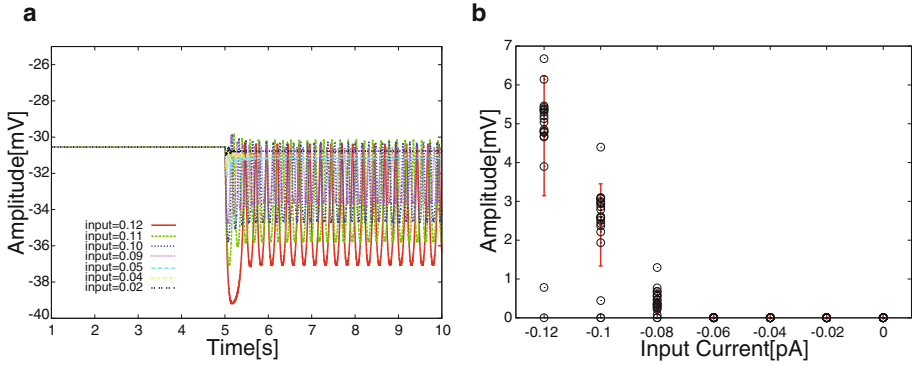 a
Amplitude[mV]
-26
-28
-30
-32
-34
-36
-38
-40
input=0.12
input=0.11
input=0.10
input=0.09
input=0.05
input=0.04
input=0.02
1 2 3 4 5 6 7 8 9 10
Time[s]
b
Amplitude[mV]
7
6
5
4
3
2
1
0
-0.12 -0.1 -0.08 -0.06 -0.04 -0.02 0
Input Current[pA]